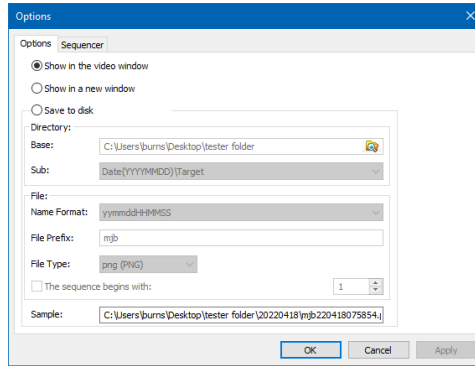 Options
Options Sequencer
Show in the video window
Show in a new window
Save to disk
Directory:
Base: C:\Users\burns\Desktop\tester folder
Sub: Date(YYYYMMDD)\Target
File:
Name Format: yymmddHHMMSS
File Prefix: mjb
File Type: png (PNG)
The sequence begins with: 1
Sample: C:\Users\burns\Desktop\tester folder\20220418\mjb220418075854.p
OK Cancel Apply